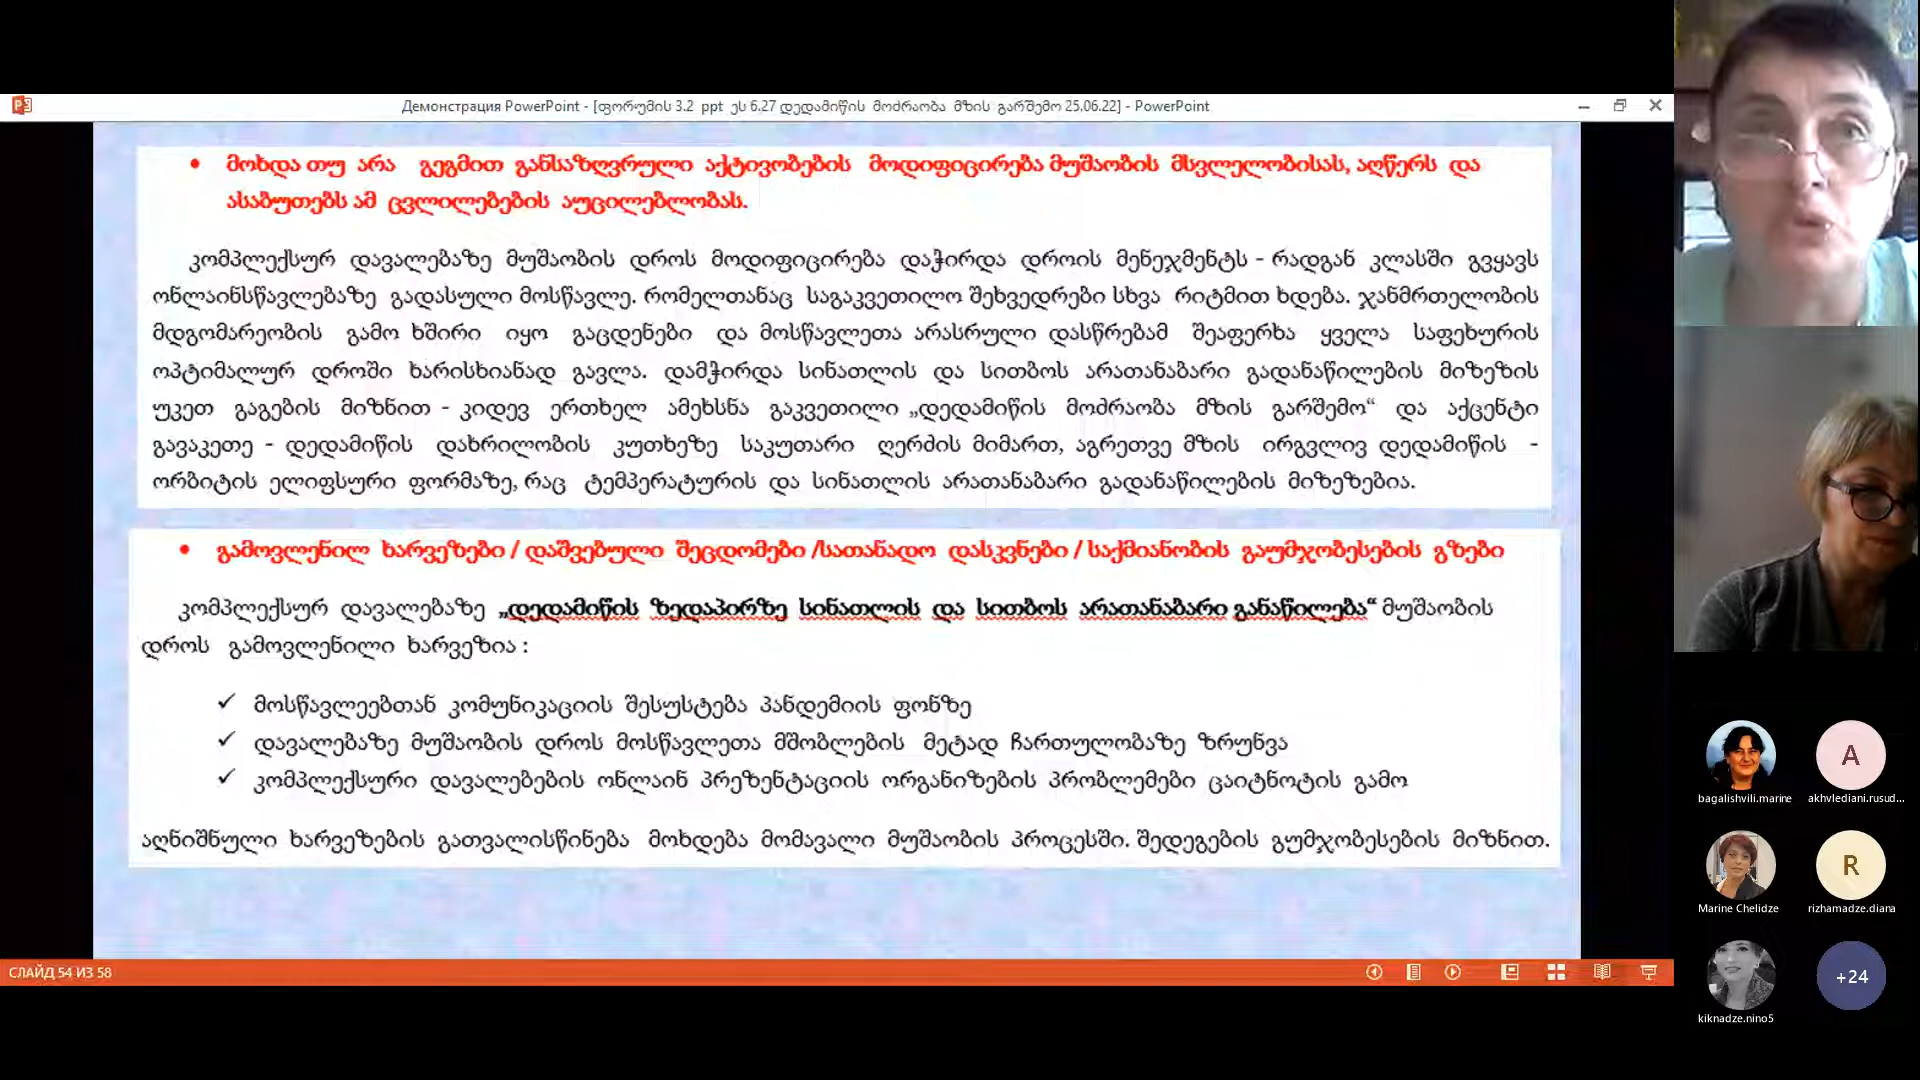 Демонстрация PowerPoint - [ფორუმის 3.2 ppt ეს 6.27 დედამიწის მოძრაობა მზის გარშემო 25.06.22] - PowerPoint
• მოხდა თუ არა გეგმით განსაზღვრული აქტივობების მოდიფიცირება მუშაობის მსვლელობისას, აღწერს და
ასაბუთებს ამ ცვლილებების აუცილებლობას.
კომპლექსურ დავალებაზე მუშაობის დროს მოდიფიცირება დაჭირდა დროის მენეჯმენტს - რადგან კლასში გვყავს
ონლაინსწავლებაზე გადასული მოსწავლე. რომელთანაც საგაკვეთილო შეხვედრები სხვა რიტმით ხდება. ჯანმრთელობის
მდგომარეობის გამო ხშირი იყო გაცდენები და მოსწავლეთა არასრული დასწრებამ შეაფერხა ყველა საფეხურის
ოპტიმალურ დროში ხარისხიანად გავლა. დამჭირდა სინათლის და სითბოს არათანაბარი გადანაწილების მიზეზის
უკეთ გაგების მიზნით - კიდევ ერთხელ ამეხსნა გაკვეთილი „დედამიწის მოძრაობა მზის გარშემო“ და აქცენტი
გავაკეთე - დედამიწის დახრილობის კუთხეზე საკუთარი ღერძის მიმართ, აგრეთვე მზის ირგვლივ დედამიწის -
ორბიტის ელიფსური ფორმაზე, რაც ტემპერატურის და სინათლის არათანაბარი გადანაწილების მიზეზებია.
• გამოვლენილ ხარვეზები / დაშვებული შეცდომები /სათანადო დასკვნები / საქმიანობის გაუმჯობესების გზები
კომპლექსურ დავალებაზე „დედამიწის ზედაპირზე სინათლის და სითბოს არათანაბარი განაწილება“ მუშაობის
დროს გამოვლენილი ხარვეზია :
✓ მოსწავლეებთან კომუნიკაციის შესუსტება პანდემიის ფონზე
✓ დავალებაზე მუშაობის დროს მოსწავლეთა მშობლების მეტად ჩართულობაზე ზრუნვა
✓ კომპლექსური დავალებების ონლაინ პრეზენტაციის ორგანიზების პრობლემები ცაიტნოტის გამო
აღნიშნული ხარვეზების გათვალისწინება მოხდება მომავალი მუშაობის პროცესში. შედეგების გუმჯობესების მიზნით.
СЛАЙД 54 ИЗ 58
A
bagalishvili.marine akhvlediani.rusud...
R
Marine Chelidze rizhamadze.diana
+24
kiknadze.nino5